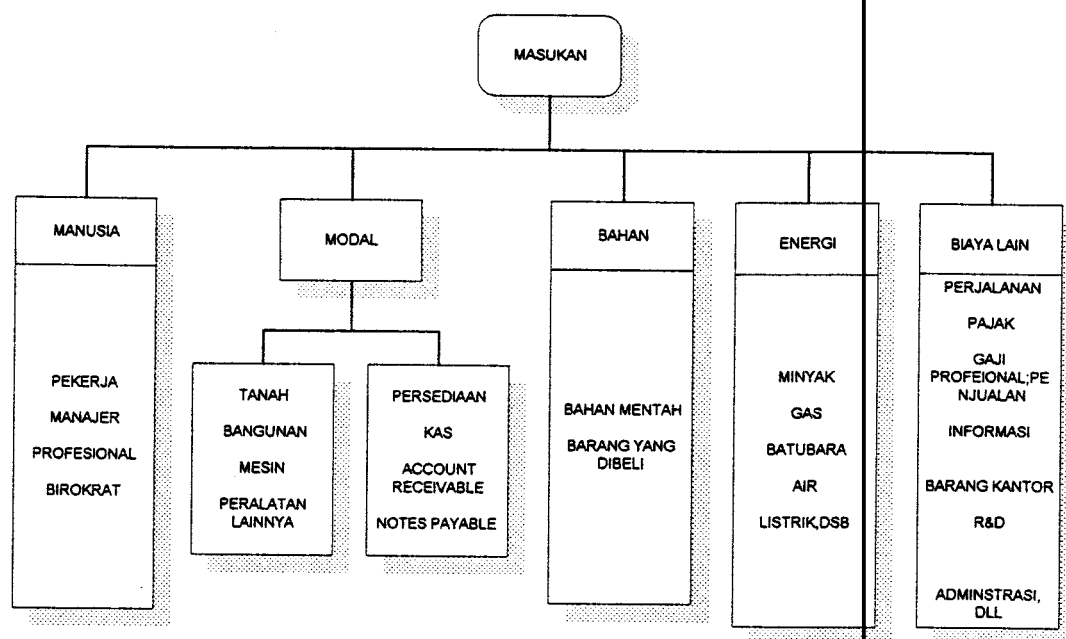 MASUKAN
MANUSIA
PEKERJA
MANAJER
PROFESIONAL
BIROKRAT
MODAL
TANAH
BANGUNAN
MESIN
PERALATAN
LAINNYA
PERSEDIAAN
KAS
ACCOUNT
RECEIVABLE
NOTES PAYABLE
BAHAN
BAHAN MENTAH
BARANG YANG
DIBELI
ENERGI
MINYAK
GAS
BATUBARA
AIR
LISTRIK,DSB
BIAYA LAIN
PERJALANAN
PAJAK
GAJI
PROFEIONAL;PE
NJUALAN
INFORMASI
BARANG KANTOR
R&D
ADMINSTRASI,
DLL